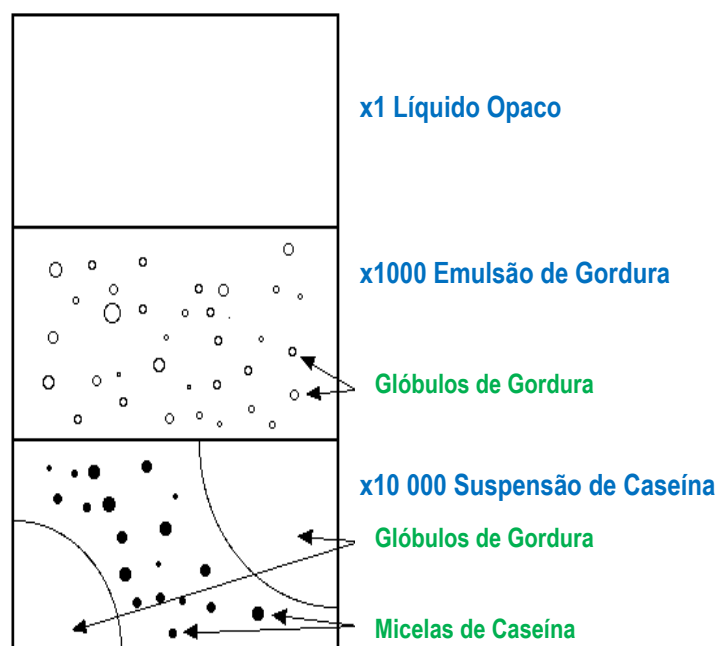 x1 Líquido Opaco
x1000 Emulsão de Gordura
Glóbulos de Gordura
x10 000 Suspensão de Caseína
Glóbulos de Gordura
Micelas de Caseína